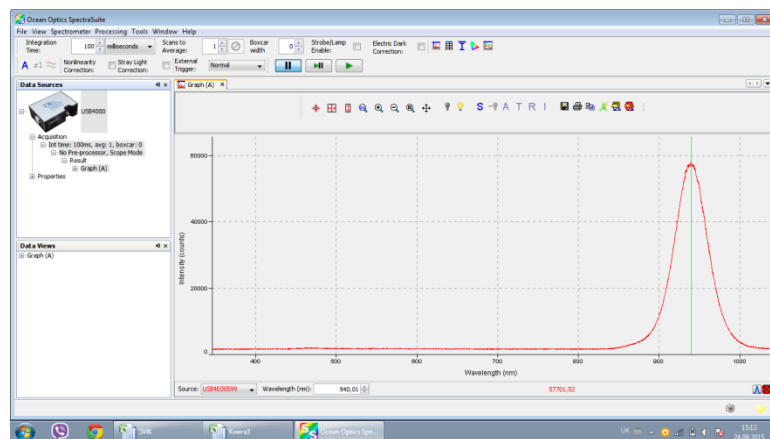 Ocean Optics SpectraSuite
File View Spectrometer Processing Tools Window Help
Integration Time: 100 milliseconds Scans to Average: 1 Boxcar width 0 Strobe/Lamp Enable: Electric Dark Correction:
A Nonlinearity Correction: Stray Light Correction: External Trigger: Normal
Data Sources
Graph (A)
USB4000
S A T R I
Acquisition
Int time: 100ms, avg: 1, boxcar: 0
No Pre-processor, Scope Mode
Result
Graph (A)
Properties
Data Views
Graph (A)
Intensity (counts)
60000
40000
20000
0
400 500 600 700 800 900 1000
Wavelength (nm)
Source: USB4E00599 Wavelength (nm): 940,01 57701,52
Ocean Optics Spe...
UK
15:12
24.06.2015